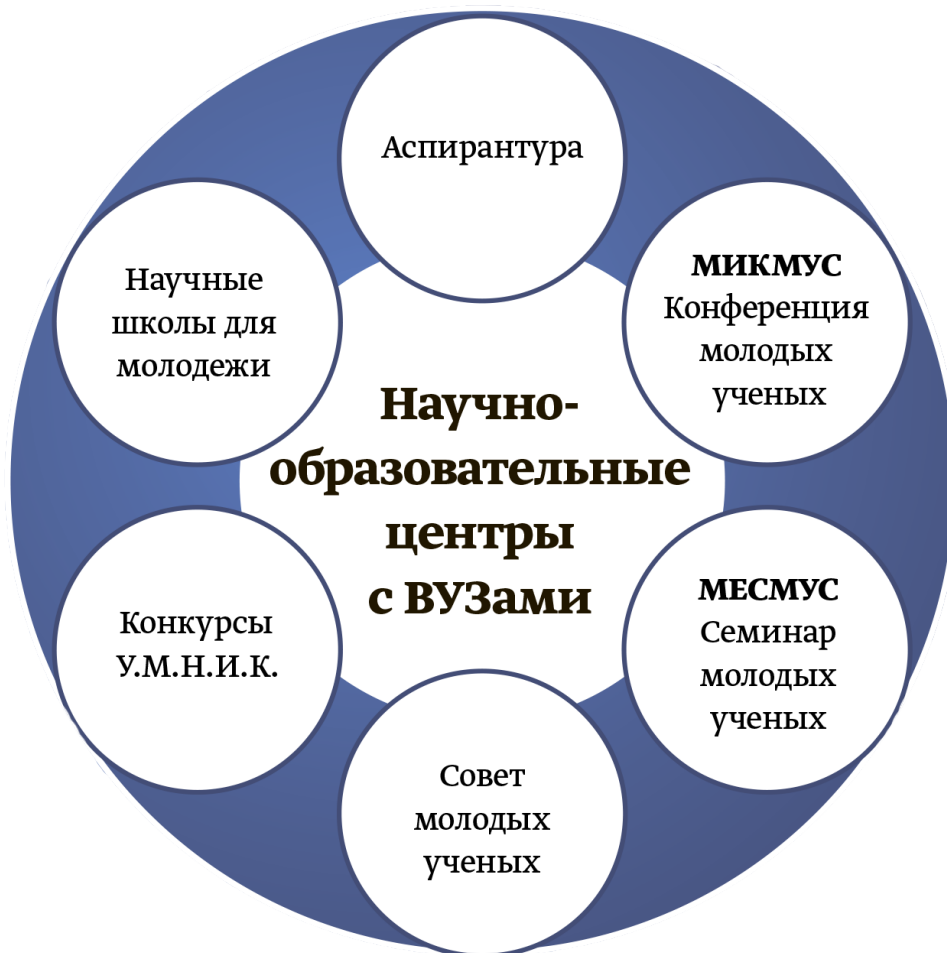 Аспирантура
МИКМУС
Конференция
молодых
ученых
МЕСМУС
Семинар
молодых
ученых
Совет
молодых
ученых
Конкурсы
У.М.Н.И.К.
Научные
школы для
молодежи
Научно-
образовательные
центры
с ВУЗами